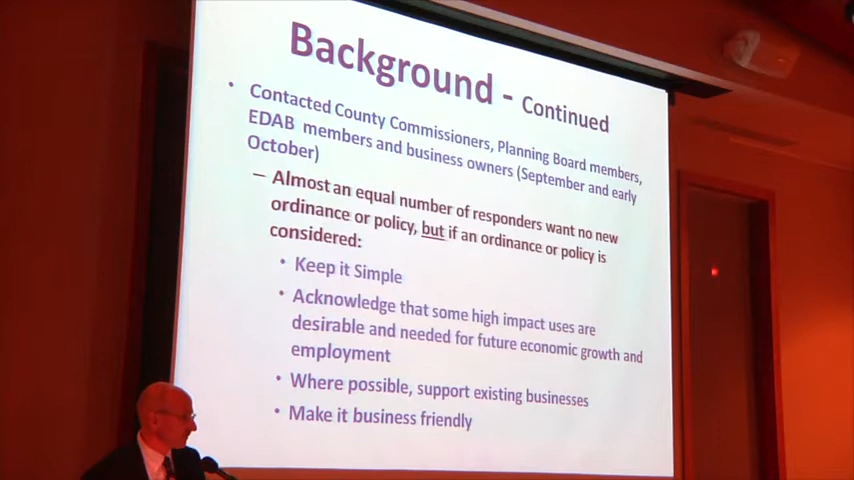 Background - Continued
• Contacted County Commissioners, Planning Board members,
EDAB members and business owners (September and early
October)
– Almost an equal number of responders want no new
ordinance or policy, but if an ordinance or policy is
considered:
• Keep it Simple
• Acknowledge that some high impact uses are
desirable and needed for future economic growth and
employment
• Where possible, support existing businesses
• Make it business friendly